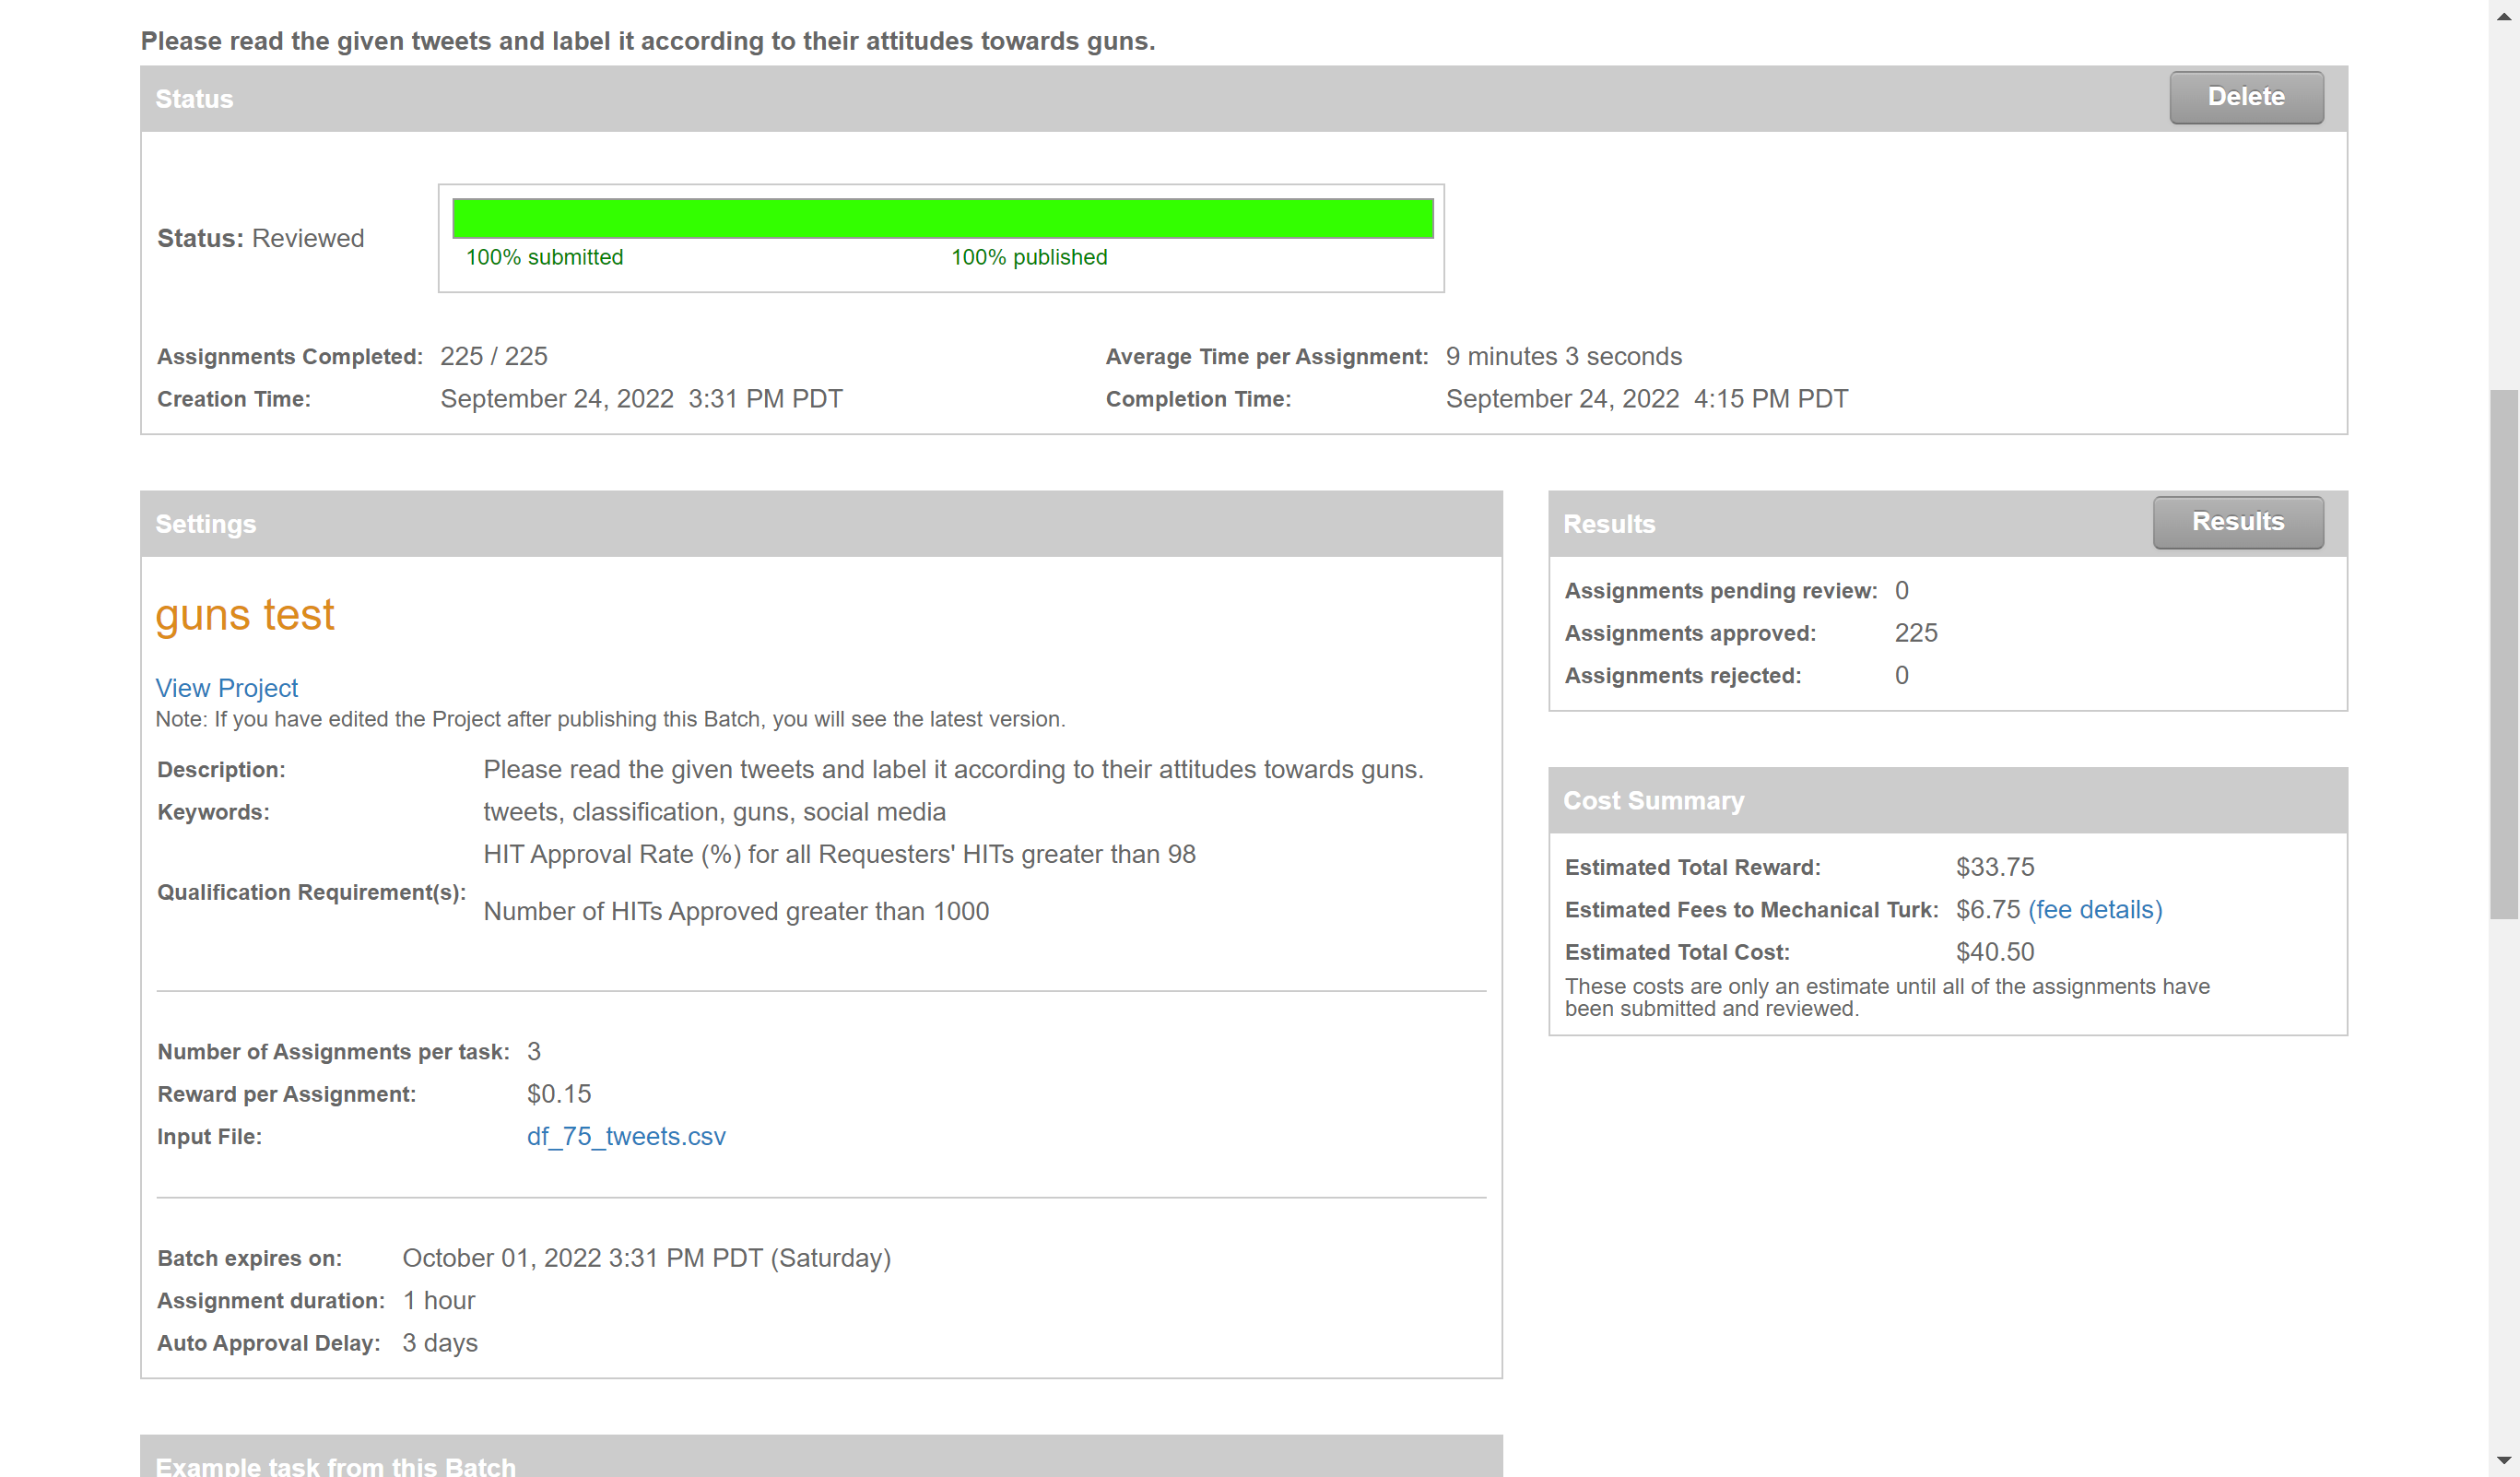 Please read the given tweets and label it according to their attitudes towards guns.
Status
Delete
Status: Reviewed
100% submitted 100% published
Assignments Completed: 225 / 225 Average Time per Assignment: 9 minutes 3 seconds
Creation Time: September 24, 2022 3:31 PM PDT Completion Time: September 24, 2022 4:15 PM PDT
Settings
guns test
View Project
Note: If you have edited the Project after publishing this Batch, you will see the latest version.
Description: Please read the given tweets and label it according to their attitudes towards guns.
Keywords: tweets, classification, guns, social media
Qualification Requirement(s): HIT Approval Rate (%) for all Requesters' HITs greater than 98
Number of HITs Approved greater than 1000
Number of Assignments per task: 3
Reward per Assignment: $0.15
Input File: df_75_tweets.csv
Batch expires on: October 01, 2022 3:31 PM PDT (Saturday)
Assignment duration: 1 hour
Auto Approval Delay: 3 days
Results
Results
Assignments pending review: 0
Assignments approved: 225
Assignments rejected: 0
Cost Summary
Estimated Total Reward: $33.75
Estimated Fees to Mechanical Turk: $6.75 (fee details)
Estimated Total Cost: $40.50
These costs are only an estimate until all of the assignments have
been submitted and reviewed.
Example task from this Batch